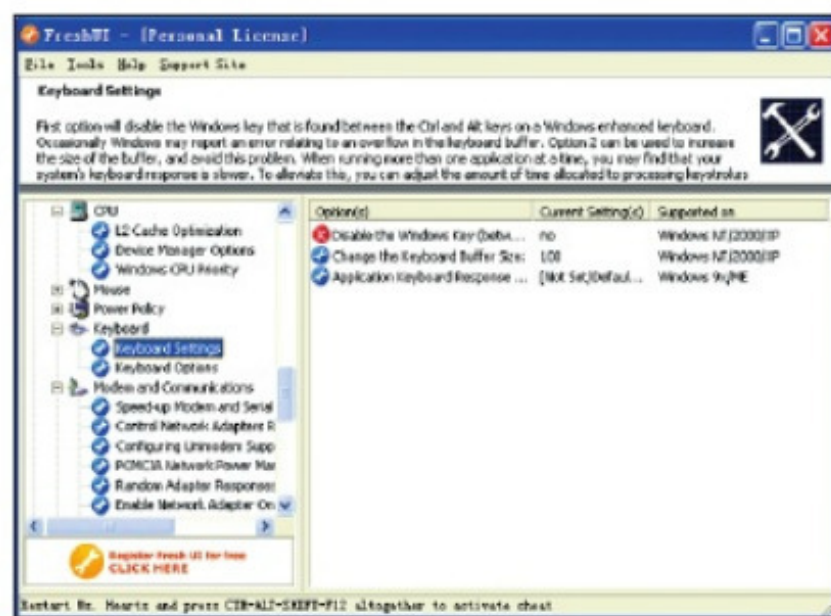 FreshUI - (Personal License)
File Tools Help Support Site
Keyboard Settings
First option will disable the Windows key that is found between the Ctrl and Alt keys on a Windows enhanced keyboard.
Occasionally Windows may report an error relating to an overflow in the keyboard buffer. Option 2 can be used to increase
the size of the buffer, and avoid this problem. When running more than one application at a time, you may find that your
system's keyboard response is slower. To alleviate this, you can adjust the amount of time allocated to processing keystrokes
CPU
L2 Cache Optimization
Device Manager Options
Windows CPU Priority
Mouse
Power Policy
Keyboard
Keyboard Settings
Keyboard Options
Modem and Communications
Speed-up Modem and Serial
Control Network Adapters R
Configuring Unimodem Supp
PCMCIA Network Power Man
Random Adapter Responses
Enable Network Adapter On
Option(s) Current Setting(s) Supported on
Disable the Windows Key (betw... no Windows NT/2000/XP
Change the Keyboard Buffer Size: 100 Windows NT/2000/XP
Application Keyboard Response ... [Not Set/Defaul... Windows 9x/ME
Register Fresh UI for free
CLICK HERE
Restart Ms. Hearts and press CTR-ALT-SHIFT-F12 altogether to activate cheat